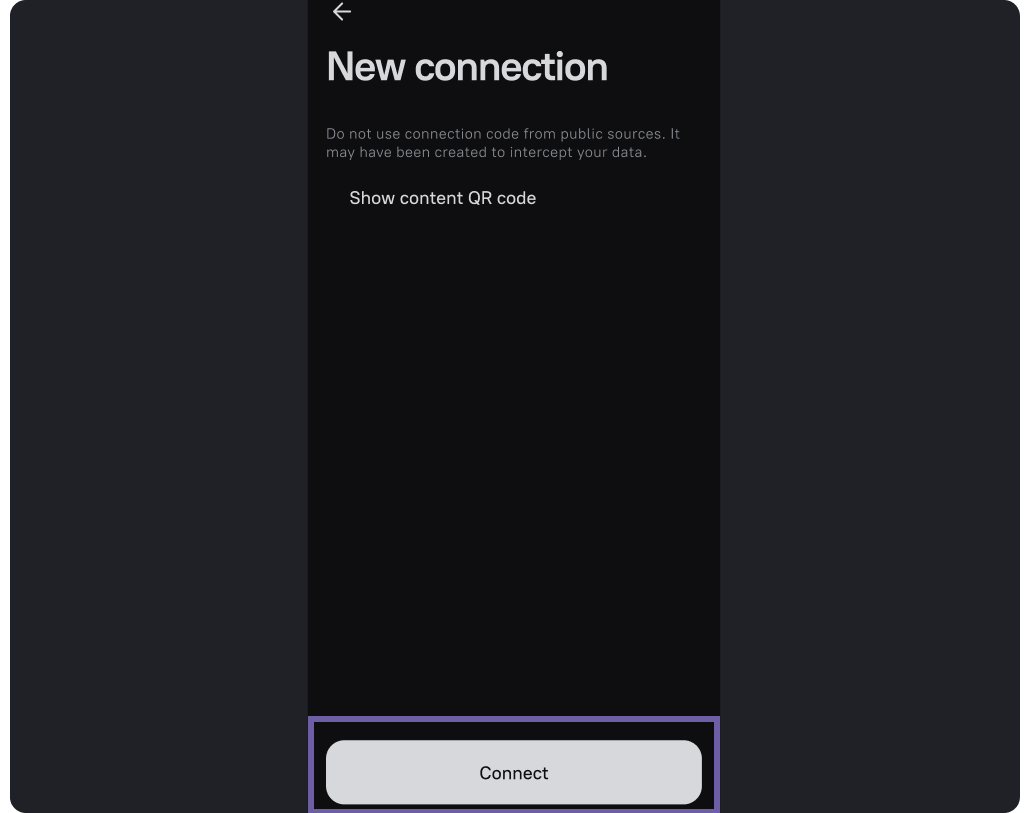 New connection
Do not use connection code from public sources. It
may have been created to intercept your data.
Show content QR code
Connect